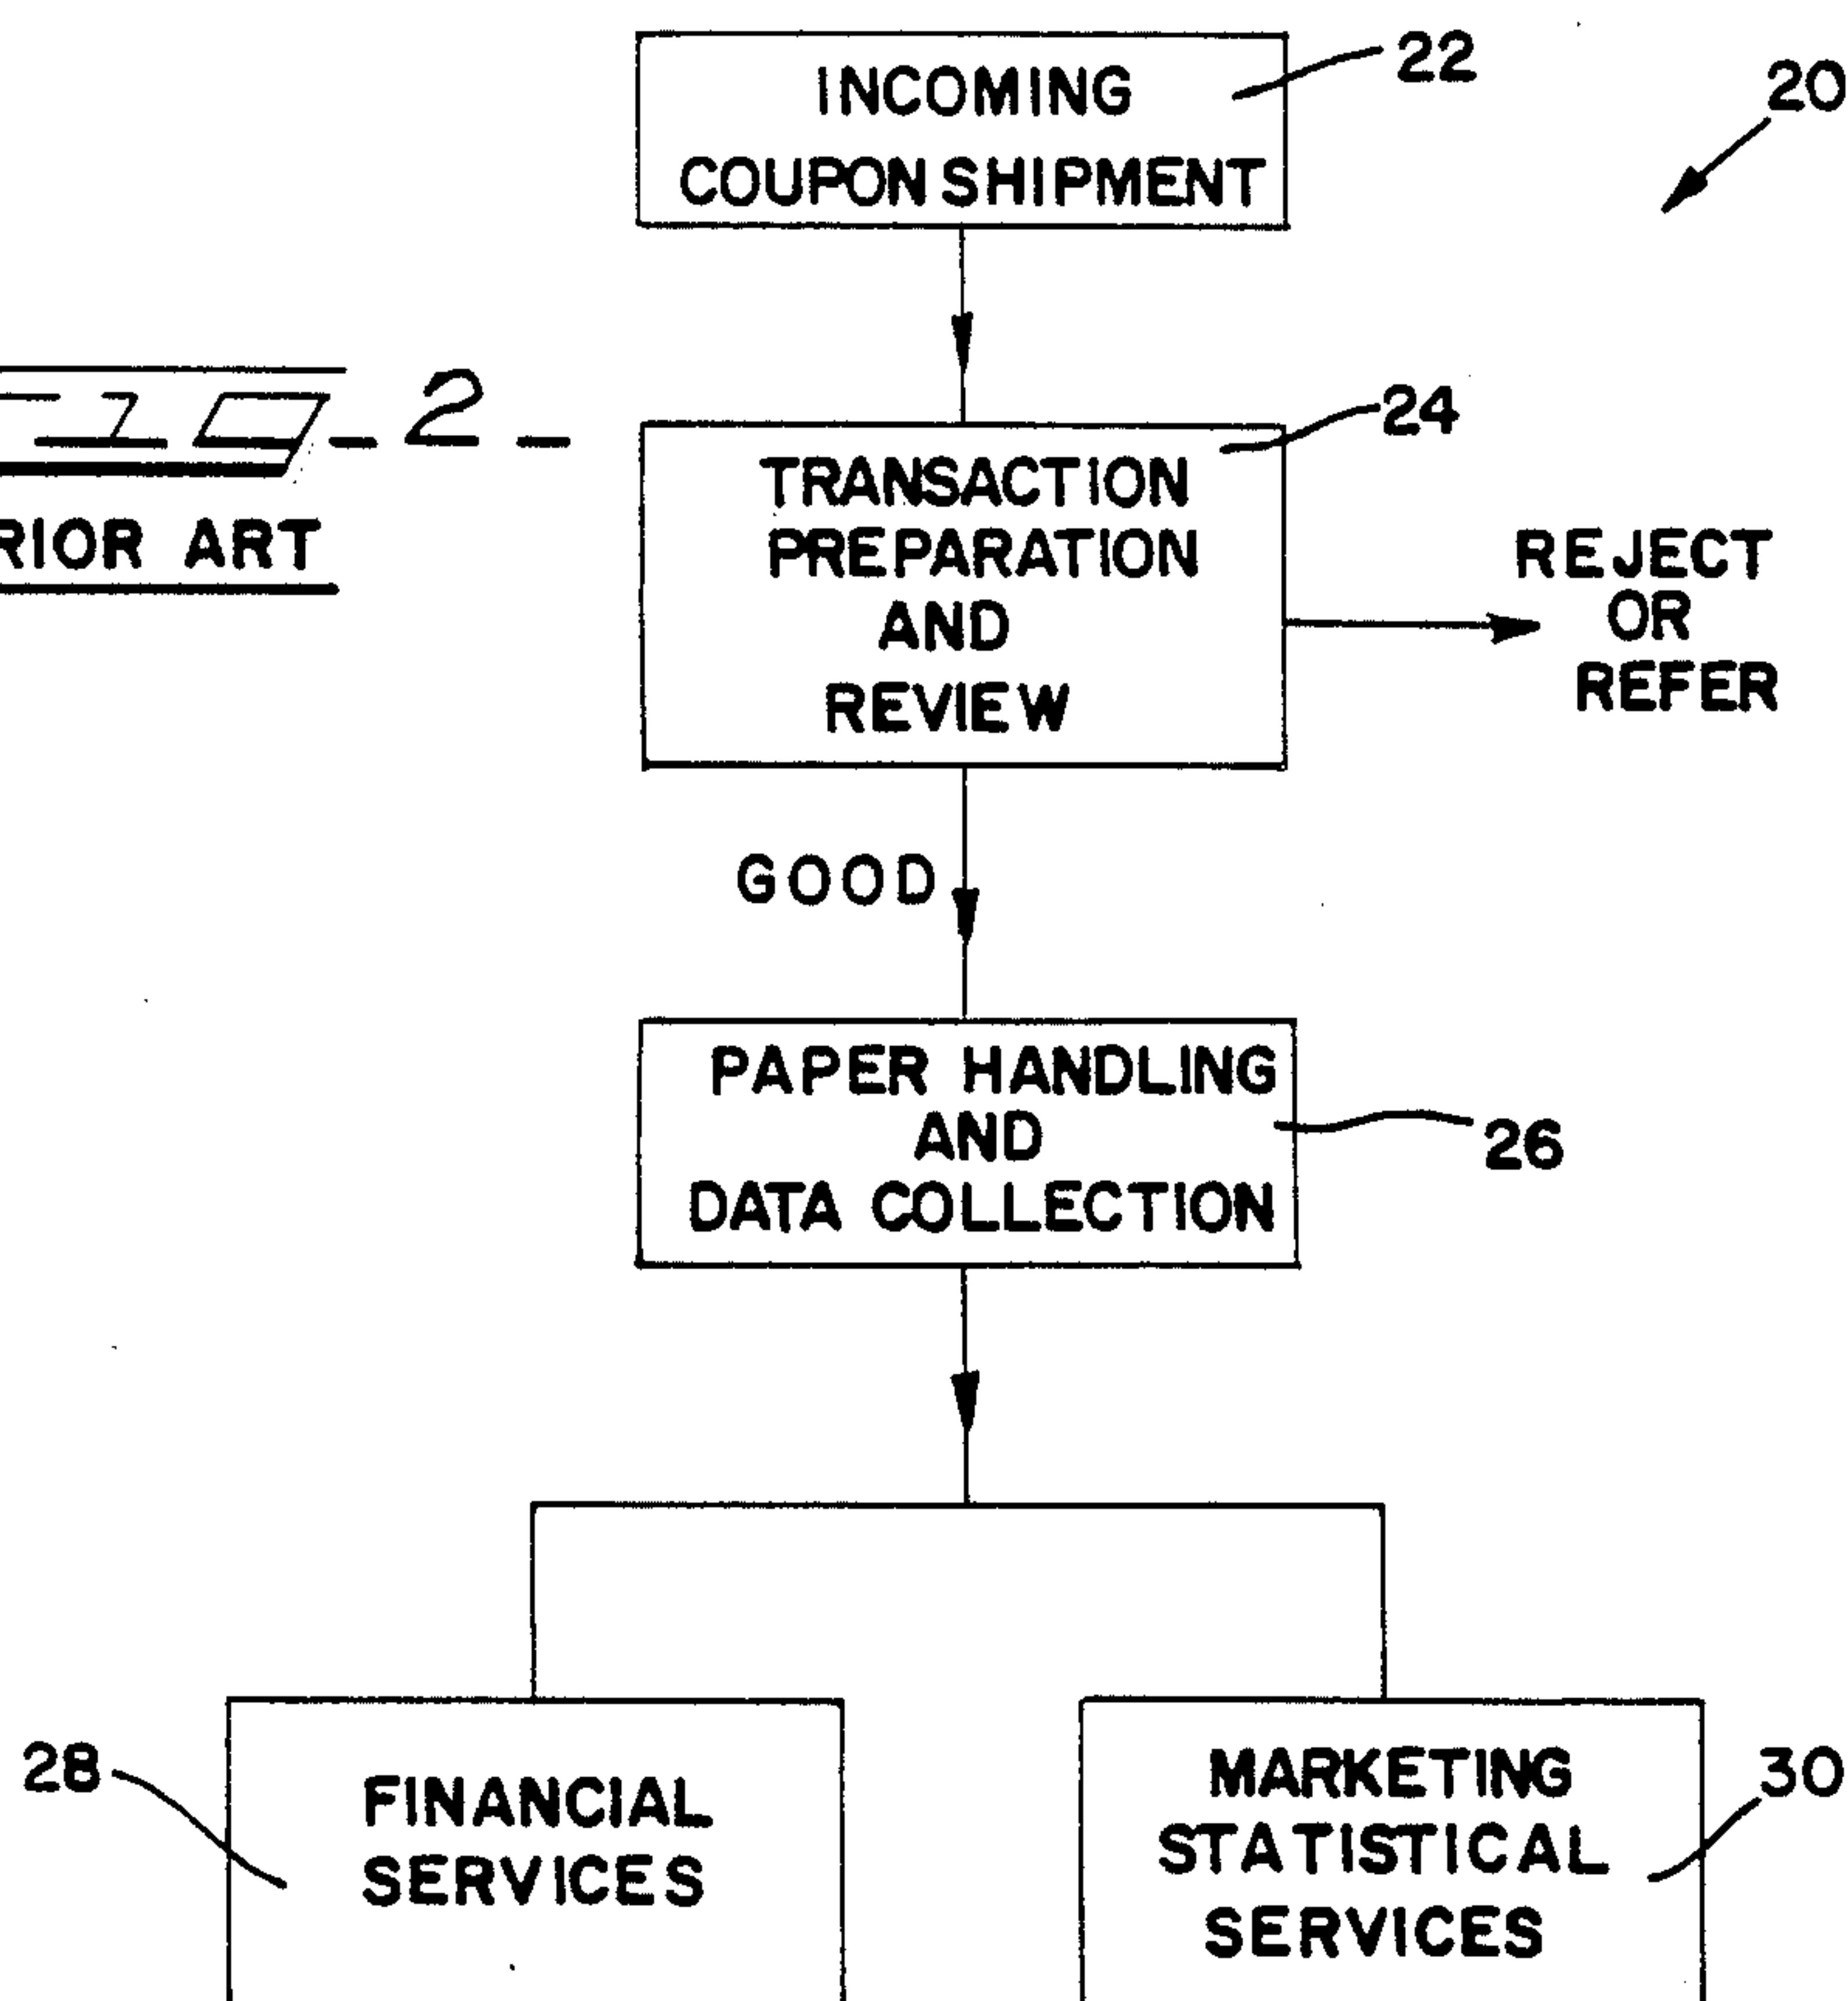 INCOMING
COUPON SHIPMENT
22
20
2
ART
24
TRANSACTION
PREPARATION
AND
REVIEW
REJECT
OR
REFER
GOOD
PAPER HANDLING
AND
DATA COLLECTION
26
28
FINANCIAL
SERVICES
MARKETING
STATISTICAL
SERVICES
30